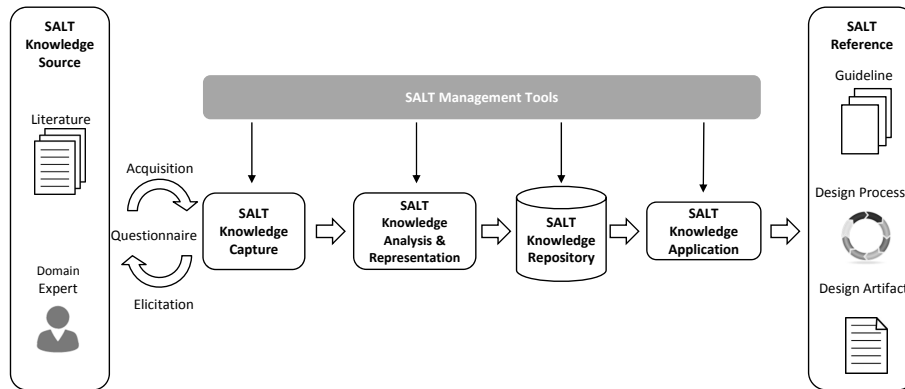 SALT
Knowledge
Source
Literature
Domain
Expert
Acquisition
Questionnaire
Elicitation
SALT Management Tools
SALT
Knowledge
Capture
SALT
Knowledge
Analysis &
Representation
SALT
Knowledge
Repository
SALT
Knowledge
Application
SALT
Reference
Guideline
Design Process
Design Artifact